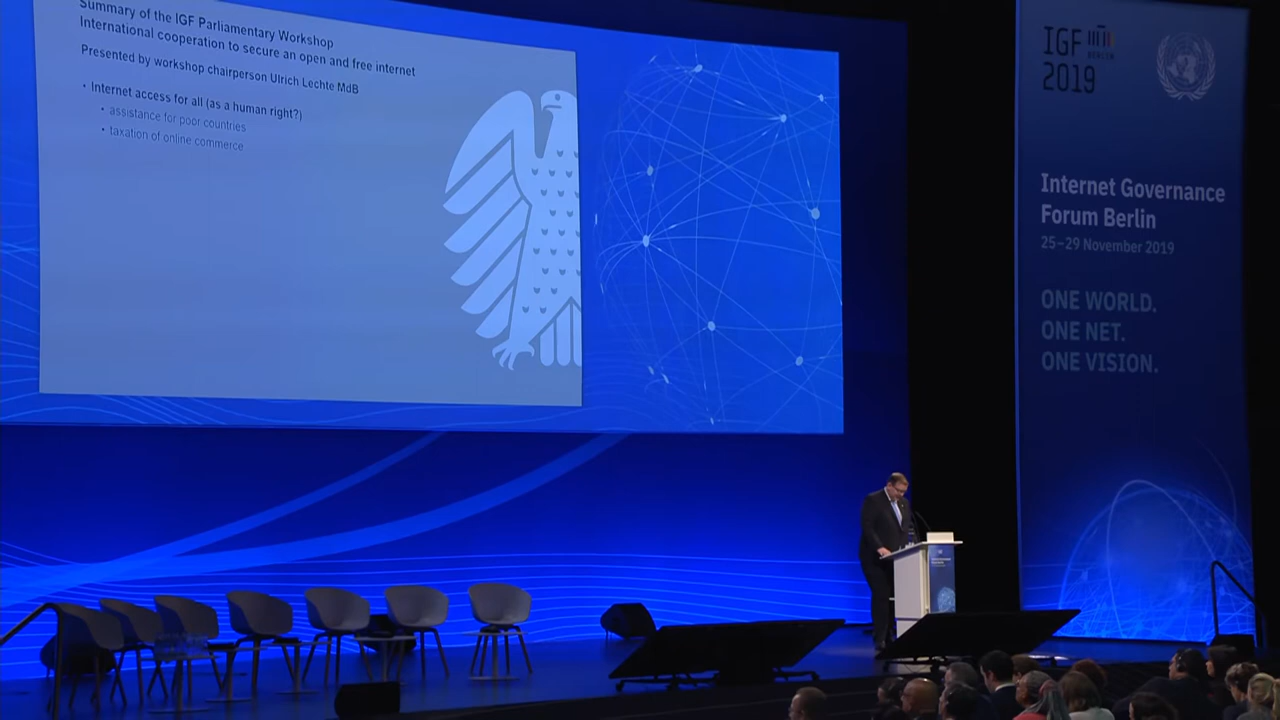 Summary of the IGF Parliamentary Workshop
International cooperation to secure an open and free internet
Presented by workshop chairperson Ulrich Lechte MdB
• Internet access for all (as a human right?)
• assistance for poor countries
• taxation of online commerce
IGF
BERLIN
2019
Internet Governance
Forum Berlin
25–29 November 2019
ONE WORLD.
ONE NET.
ONE VISION.